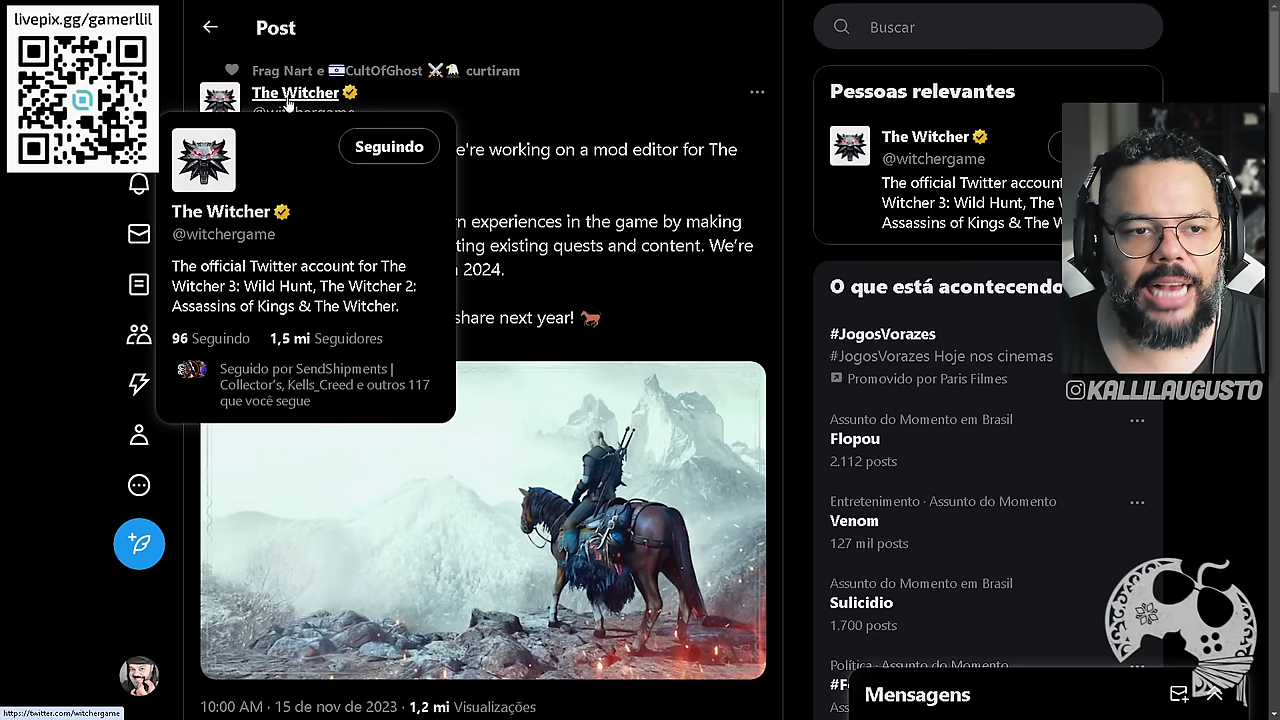 livepix.gg/gamerllil
Post
Frag Nart e 🇮🇱CultOfGhost ⚔️🦅 curtiram
The Witcher
@witchergame
Seguindo
The Witcher
@witchergame
The official Twitter account for The
Witcher 3: Wild Hunt, The Witcher 2:
Assassins of Kings & The Witcher.
96 Seguindo 1,5 mi Seguidores
Seguido por SendShipments |
Collector's, Kells_Creed e outros 117
que você segue
e're working on a mod editor for The
n experiences in the game by making
ting existing quests and content. We're
2024.
share next year! 🐎
10:00 AM · 15 de nov de 2023 · 1,2 mi Visualizações
Buscar
Pessoas relevantes
The Witcher
@witchergame
The official Twitter account
Witcher 3: Wild Hunt, The W
Assassins of Kings & The W
KALLILAUGUSTO
O que está acontecendo
#JogosVorazes
#JogosVorazes Hoje nos cinemas
Promovido por Paris Filmes
Assunto do Momento em Brasil
Flopou
2.112 posts
Entretenimento · Assunto do Momento
Venom
127 mil posts
Assunto do Momento em Brasil
Sulicidio
1.700 posts
Política · Assunto do Momento
Mensagens
https://twitter.com/witchergame